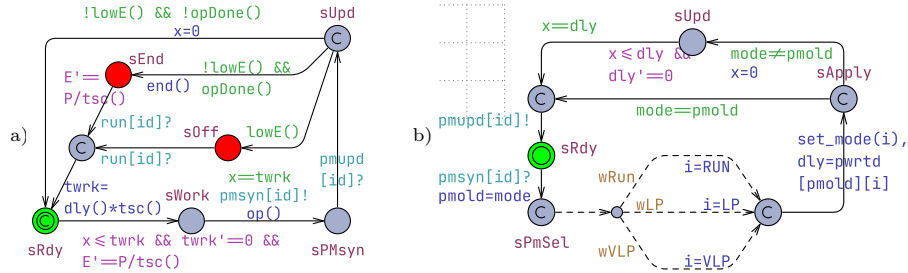 a)
!lowE() && !opDone()
x=0
sUpd
C
sEnd
E'==
P/tsc()
!lowE() &&
opDone()
end()
run[id]?
C
sOff
lowE()
run[id]?
twrk=
dly()*tsc()
C
sRdy
sWork
x==twrk
pmsyn[id]!
op()
pmupd
[id]?
sPMsyn
x≤twrk && twrk'==0 &&
E'==P/tsc()
b)
x==dly
sUpd
x≤dly &&
dly'==0
mode≠pmold
x=0
sApply
C
C
mode==pmold
pmupd[id]!
sRdy
pmsyn[id]?
pmold=mode
C
sPmSel
wRun
i=RUN
wLP
i=LP
wVLP
i=VLP
C
set_mode(i),
dly=pwrtd
[pmold][i]